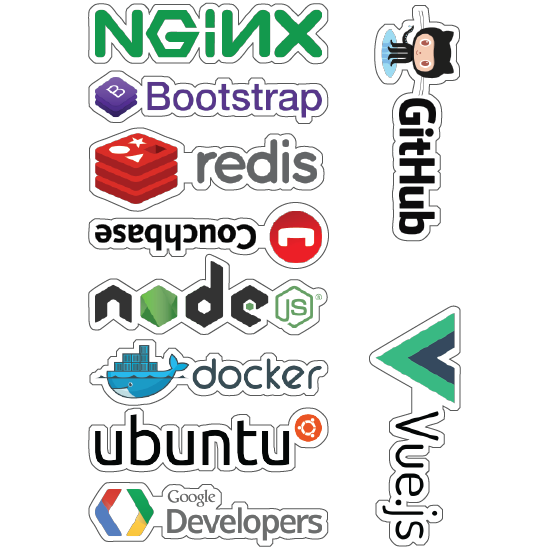 NGiNX
B Bootstrap
redis
Couchbase
node
JS®
docker
ubuntu
Google
Developers
GitHub
Vue.js